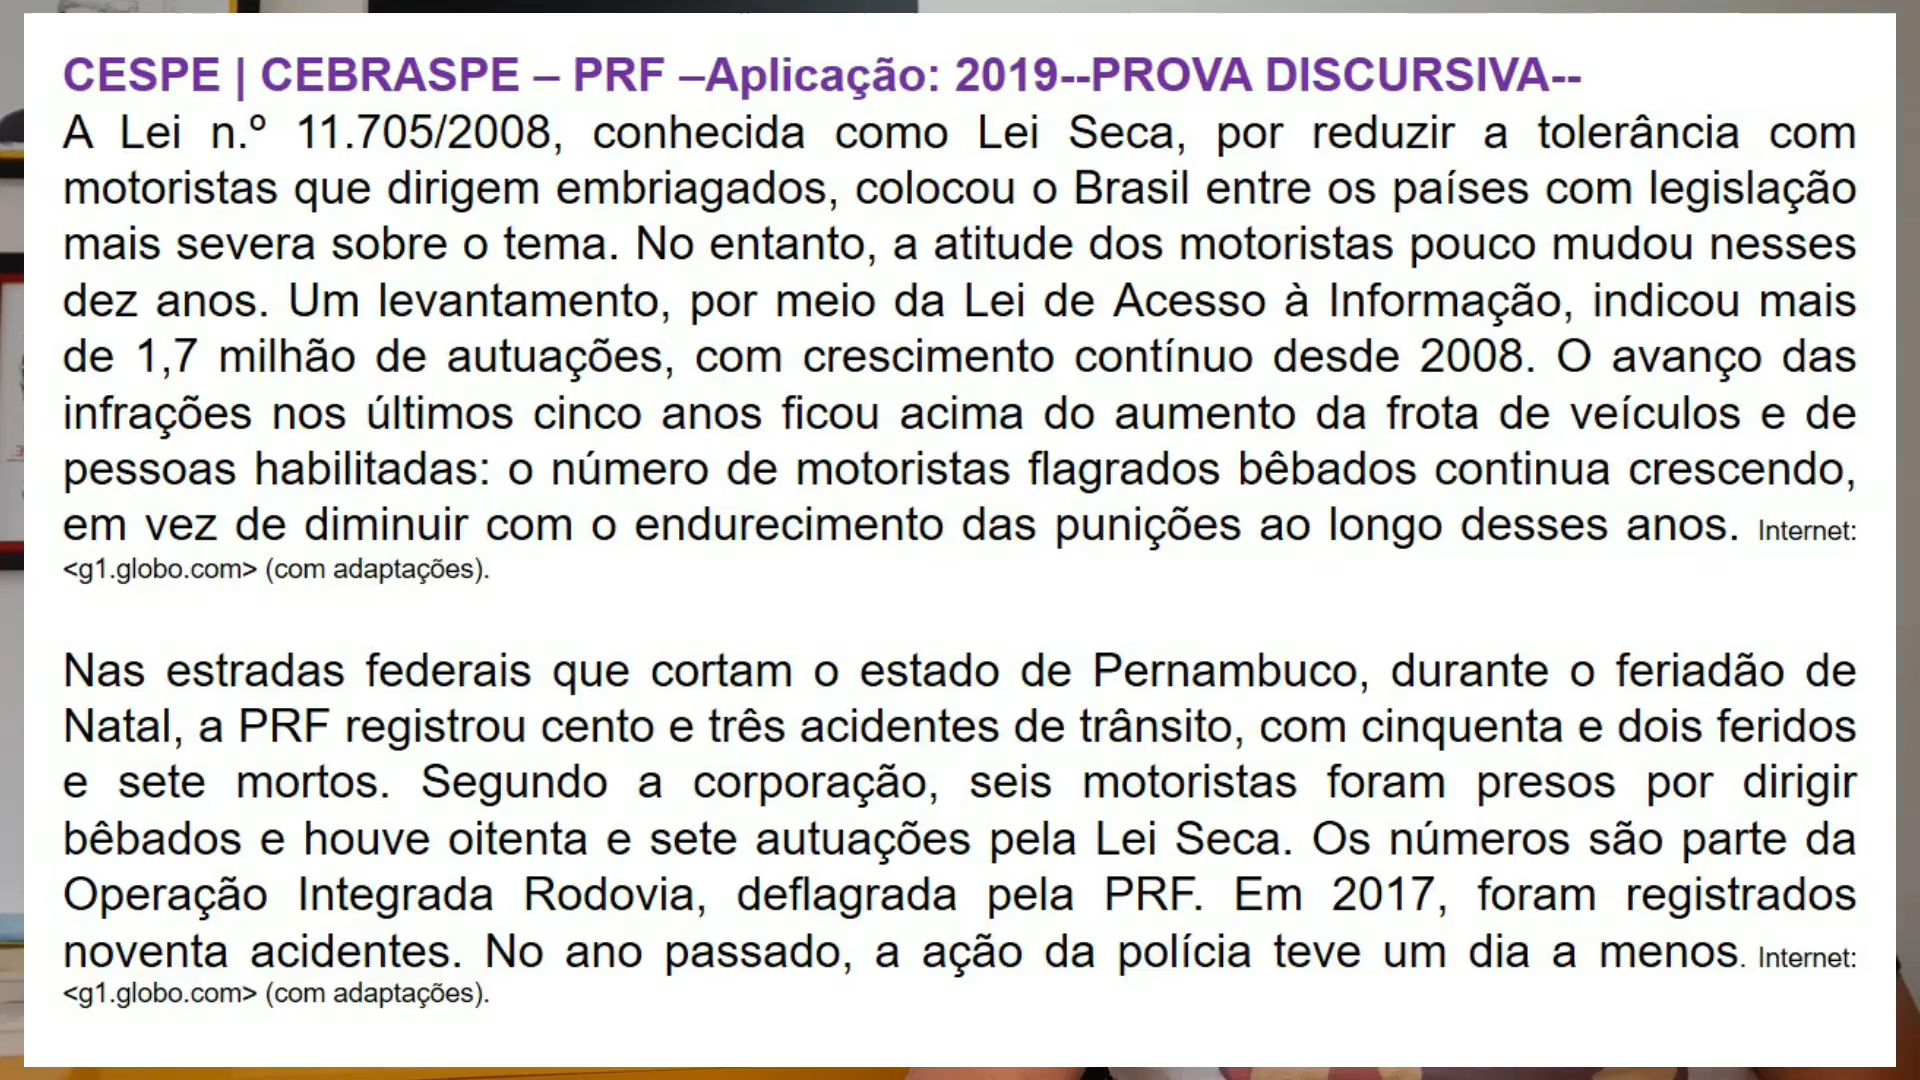 CESPE | CEBRASPE – PRF –Aplicação: 2019--PROVA DISCURSIVA--
A Lei n.º 11.705/2008, conhecida como Lei Seca, por reduzir a tolerância com
motoristas que dirigem embriagados, colocou o Brasil entre os países com legislação
mais severa sobre o tema. No entanto, a atitude dos motoristas pouco mudou nesses
dez anos. Um levantamento, por meio da Lei de Acesso à Informação, indicou mais
de 1,7 milhão de autuações, com crescimento contínuo desde 2008. O avanço das
infrações nos últimos cinco anos ficou acima do aumento da frota de veículos e de
pessoas habilitadas: o número de motoristas flagrados bêbados continua crescendo,
em vez de diminuir com o endurecimento das punições ao longo desses anos. Internet:
<g1.globo.com> (com adaptações).
Nas estradas federais que cortam o estado de Pernambuco, durante o feriadão de
Natal, a PRF registrou cento e três acidentes de trânsito, com cinquenta e dois feridos
e sete mortos. Segundo a corporação, seis motoristas foram presos por dirigir
bêbados e houve oitenta e sete autuações pela Lei Seca. Os números são parte da
Operação Integrada Rodovia, deflagrada pela PRF. Em 2017, foram registrados
noventa acidentes. No ano passado, a ação da polícia teve um dia a menos. Internet:
<g1.globo.com> (com adaptações).